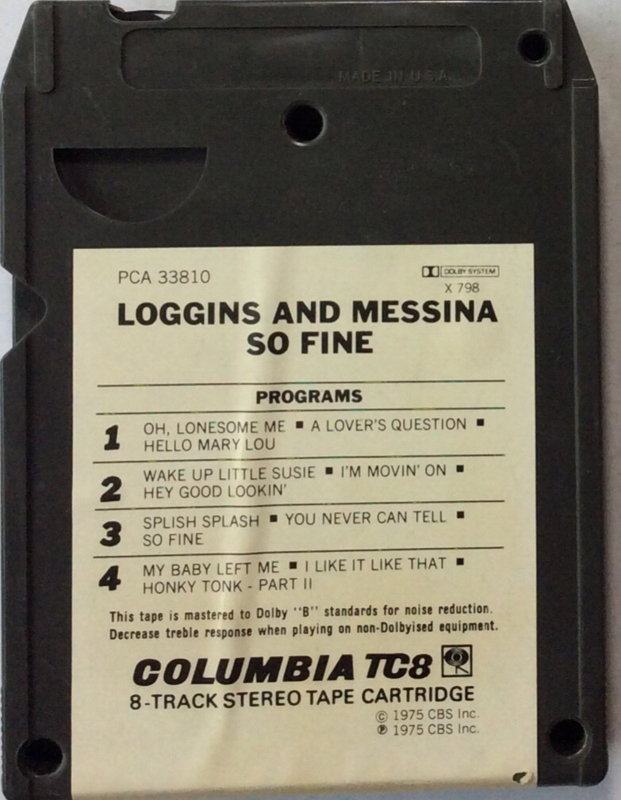 MADE IN U.S.A.
PCA 33810
DOLBY SYSTEM
X 798
LOGGINS AND MESSINA
SO FINE
PROGRAMS
1 OH, LONESOME ME ■ A LOVER'S QUESTION ■
HELLO MARY LOU
2 WAKE UP LITTLE SUSIE ■ I'M MOVIN' ON ■
HEY GOOD LOOKIN'
3 SPLISH SPLASH ■ YOU NEVER CAN TELL ■
SO FINE
4 MY BABY LEFT ME ■ I LIKE IT LIKE THAT ■
HONKY TONK - PART II
This tape is mastered to Dolby "B" standards for noise reduction.
Decrease treble response when playing on non-Dolbyised equipment.
COLUMBIA TC8
8-TRACK STEREO TAPE CARTRIDGE
© 1975 CBS Inc.
℗ 1975 CBS Inc.